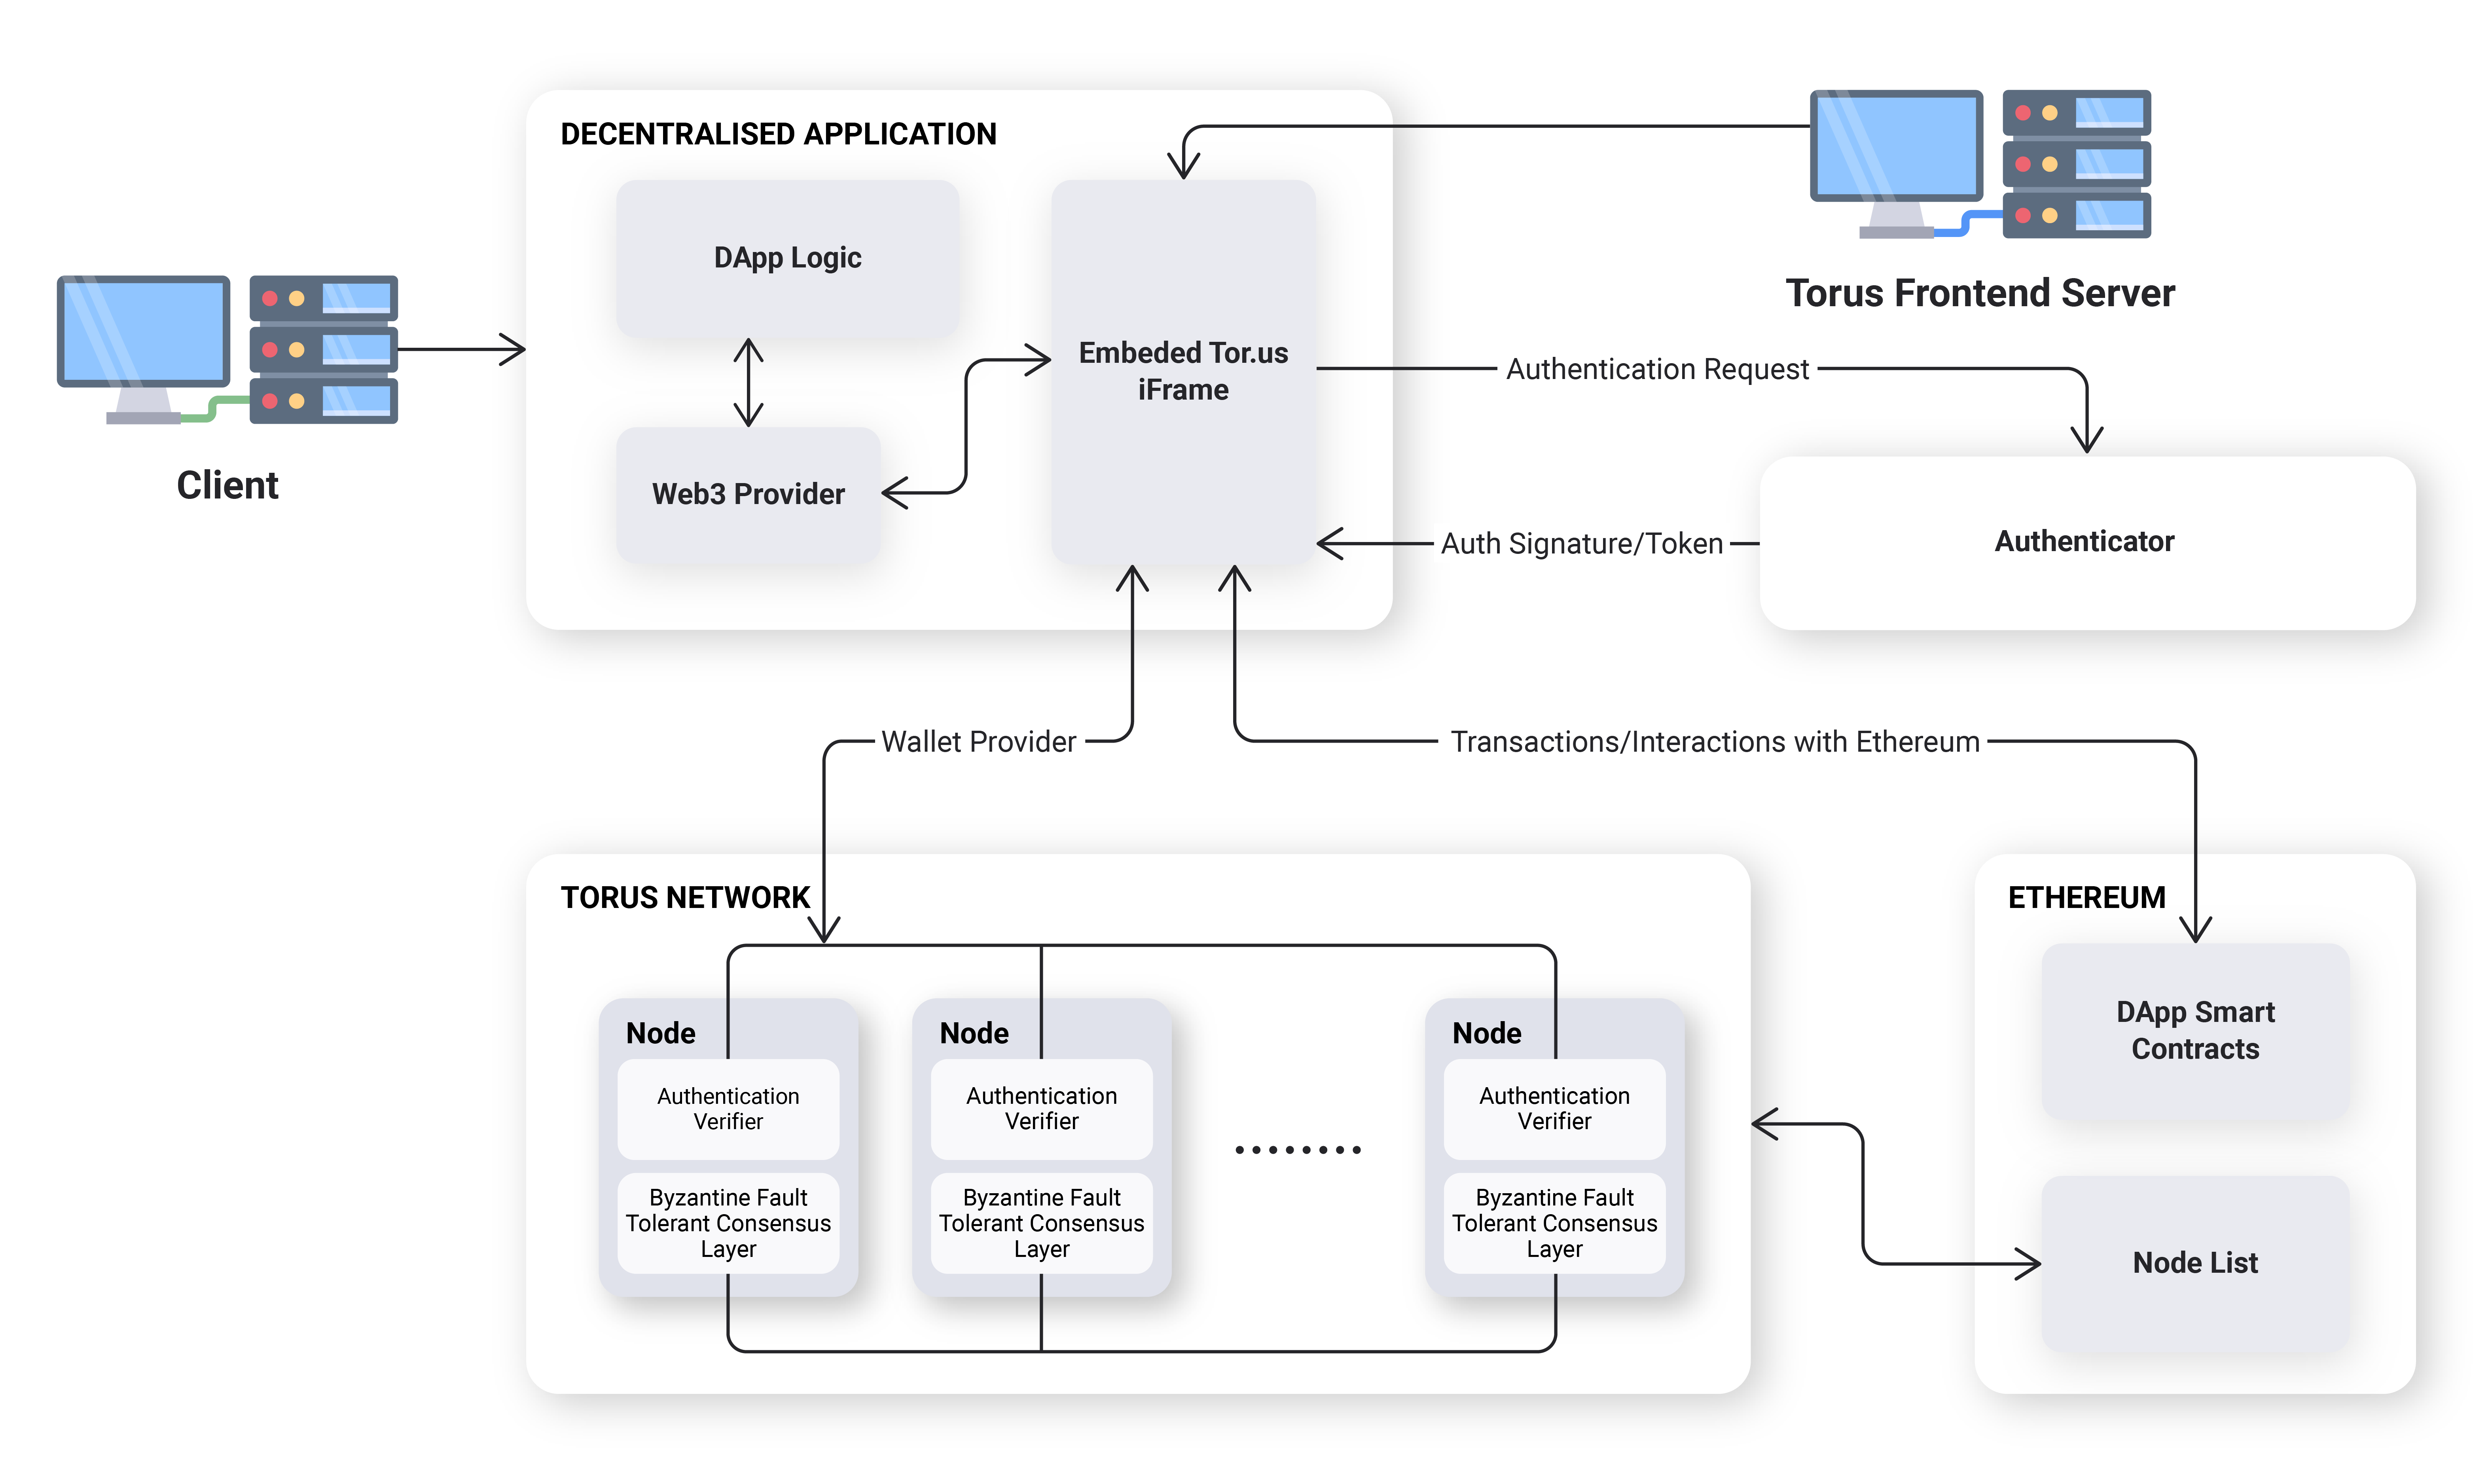 DECENTRALISED APPLICATION
DApp Logic
Embeded Tor.us
iFrame
Web3 Provider
Client
Torus Frontend Server
Authentication Request
Auth Signature/Token
Authenticator
Wallet Provider
Transactions/Interactions with Ethereum
TORUS NETWORK
Node
Authentication
Verifier
Byzantine Fault
Tolerant Consensus
Layer
Node
Authentication
Verifier
Byzantine Fault
Tolerant Consensus
Layer
Node
Authentication
Verifier
Byzantine Fault
Tolerant Consensus
Layer
ETHEREUM
DApp Smart
Contracts
Node List